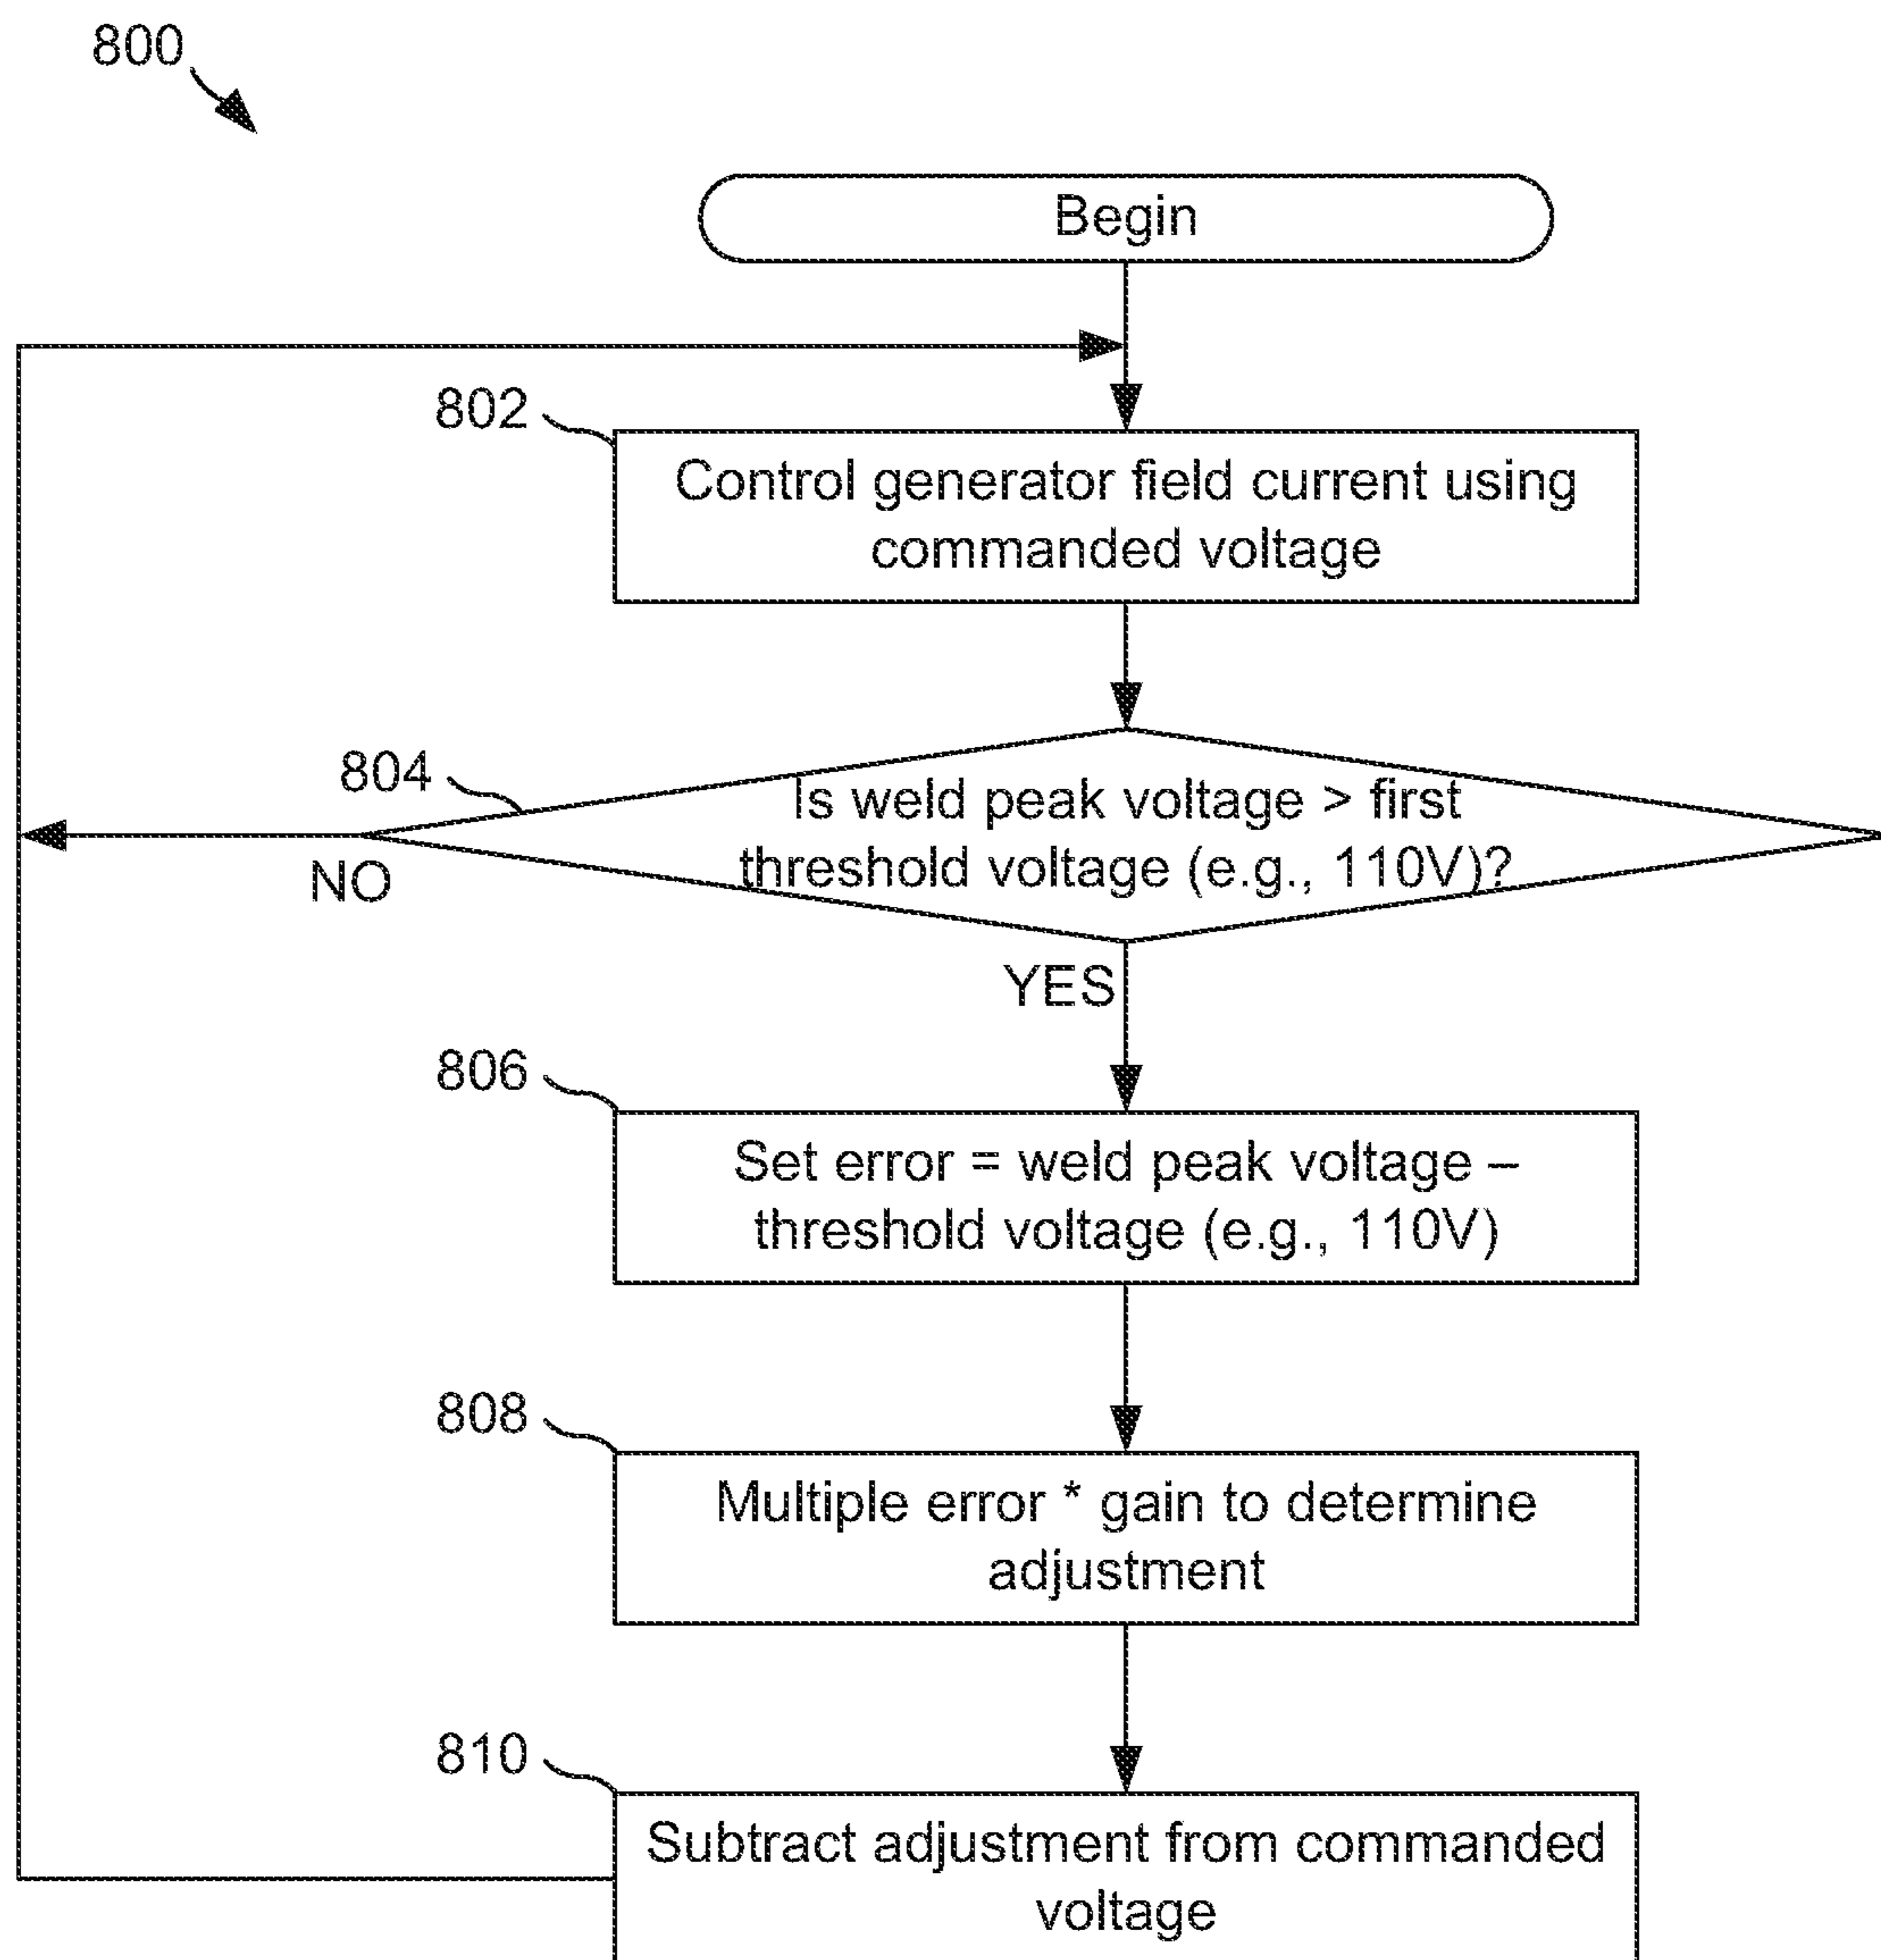 800
Begin
802
Control generator field current using
commanded voltage
804
Is weld peak voltage > first
threshold voltage (e.g., 110V)?
NO
YES
806
Set error = weld peak voltage –
threshold voltage (e.g., 110V)
808
Multiple error * gain to determine
adjustment
810
Subtract adjustment from commanded
voltage